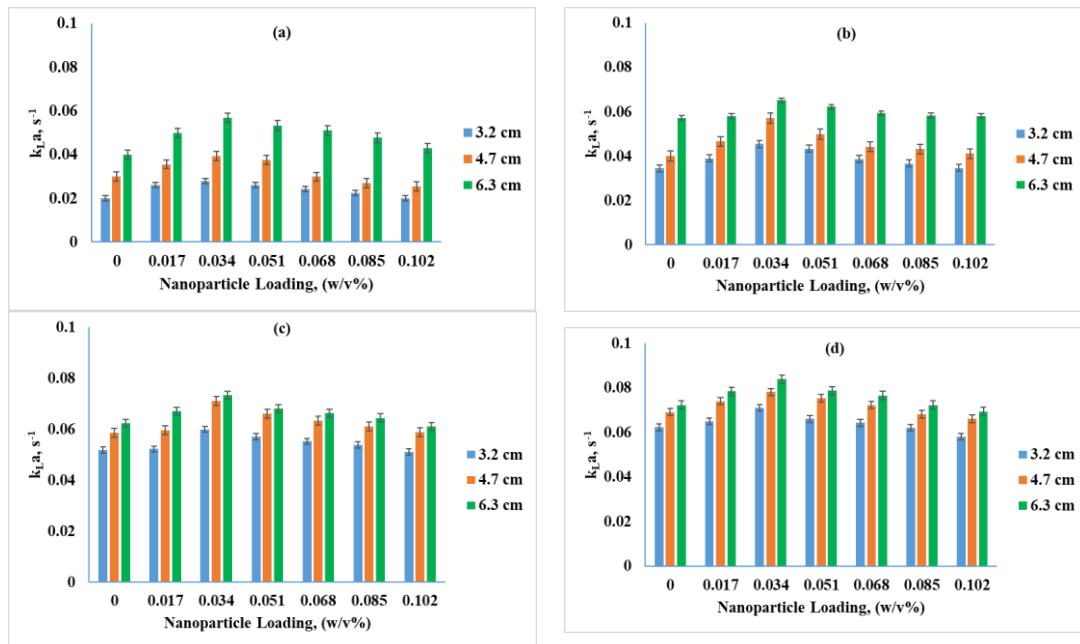 (a)
0.1
0.08
0.06
0.04
0.02
0
kLa, s-1
0 0.017 0.034 0.051 0.068 0.085 0.102
Nanoparticle Loading, (w/v%)
3.2 cm
4.7 cm
6.3 cm
(b)
0.1
0.08
0.06
0.04
0.02
0
kLa, s-1
0 0.017 0.034 0.051 0.068 0.085 0.102
Nanoparticle Loading, (w/v%)
3.2 cm
4.7 cm
6.3 cm
(c)
0.1
0.08
0.06
0.04
0.02
0
kLa, s-1
0 0.017 0.034 0.051 0.068 0.085 0.102
Nanoparticle Loading, (w/v%)
3.2 cm
4.7 cm
6.3 cm
(d)
0.1
0.08
0.06
0.04
0.02
0
kLa, s-1
0 0.017 0.034 0.051 0.068 0.085 0.102
Nanoparticle Loading, (w/v%)
3.2 cm
4.7 cm
6.3 cm